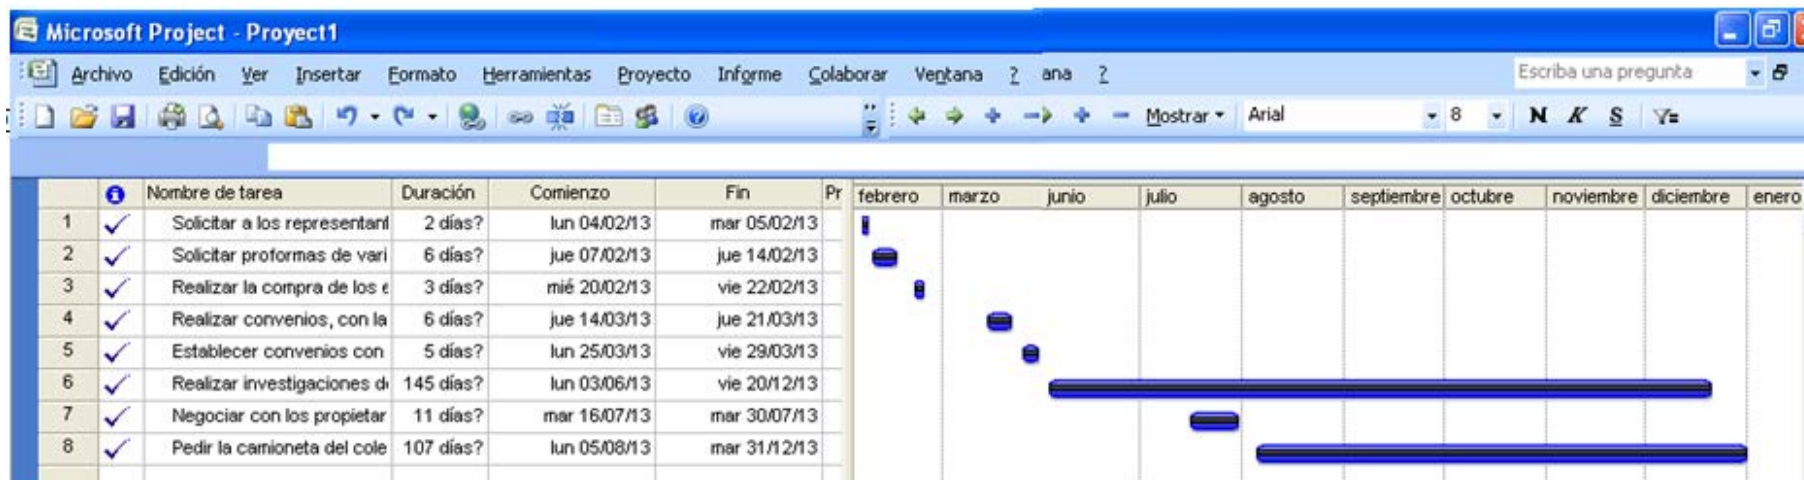 Microsoft Project - Proyect1
Archivo Edición Ver Insertar Formato Herramientas Proyecto Informe Colaborar Ventana ? ana ? Escriba una pregunta
Mostrar Arial 8 N K S
Nombre de tarea Duración Comienzo Fin Pr febrero marzo junio julio agosto septiembre octubre noviembre diciembre enero
1 Solicitar a los representant 2 días? lun 04/02/13 mar 05/02/13
2 Solicitar proformas de vari 6 días? jue 07/02/13 jue 14/02/13
3 Realizar la compra de los e 3 días? mié 20/02/13 vie 22/02/13
4 Realizar convenios, con la 6 días? jue 14/03/13 jue 21/03/13
5 Establecer convenios con 5 días? lun 25/03/13 vie 29/03/13
6 Realizar investigaciones de 145 días? lun 03/06/13 vie 20/12/13
7 Negociar con los propietar 11 días? mar 16/07/13 mar 30/07/13
8 Pedir la camioneta del cole 107 días? lun 05/08/13 mar 31/12/13